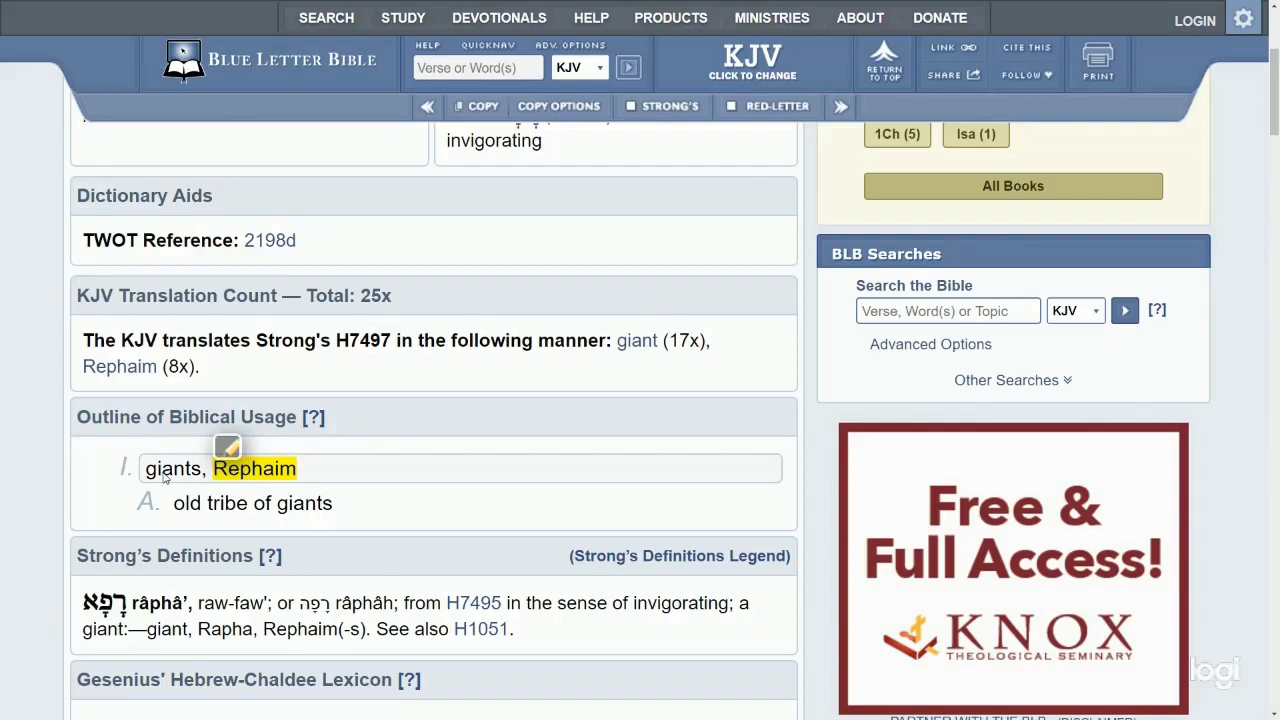 SEARCH STUDY DEVOTIONALS HELP PRODUCTS MINISTRIES ABOUT DONATE LOGIN
BLUE LETTER BIBLE
HELP QUICKNAV ADV. OPTIONS
Verse or Word(s) KJV
KJV
CLICK TO CHANGE
RETURN
TO TOP
LINK CITE THIS
SHARE FOLLOW
PRINT
COPY COPY OPTIONS STRONG'S RED-LETTER
invigorating
Dictionary Aids
TWOT Reference: 2198d
KJV Translation Count — Total: 25x
The KJV translates Strong's H7497 in the following manner: giant (17x),
Rephaim (8x).
Outline of Biblical Usage [?]
I. giants, Rephaim
A. old tribe of giants
Strong's Definitions [?] (Strong's Definitions Legend)
רָפָא râphâʼ, raw-faw'; or רָפָה râphâh; from H7495 in the sense of invigorating; a
giant:—giant, Rapha, Rephaim(-s). See also H1051.
Gesenius' Hebrew-Chaldee Lexicon [?]
1Ch (5) Isa (1)
All Books
BLB Searches
Search the Bible
Verse, Word(s) or Topic KJV [?]
Advanced Options
Other Searches
Free &
Full Access!
KNOX
THEOLOGICAL SEMINARY
logi
PARTNER WITH THE BLB (DISCLAIMER)